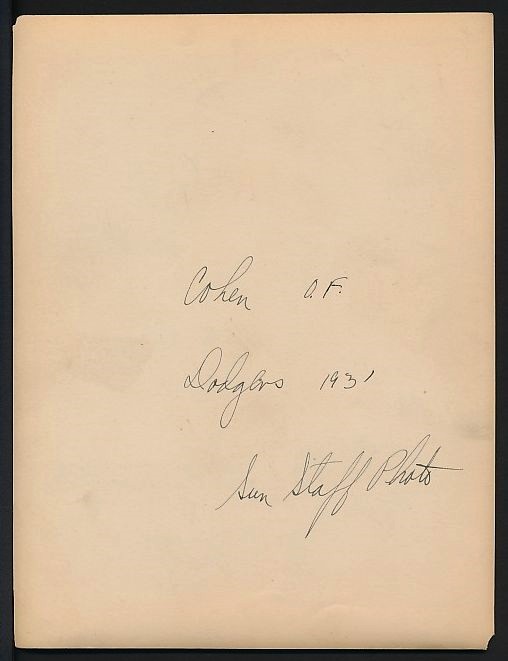 Cohen O.F.
Dodgers 1931
Sun Staff Photo